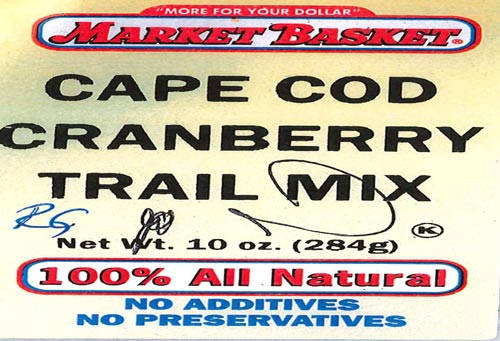 "MORE FOR YOUR DOLLAR"
MARKET BASKET®
CAPE COD
CRANBERRY
TRAIL MIX
RG
K
Net Wt. 10 oz. (284g)
100% All Natural
NO ADDITIVES
NO PRESERVATIVES